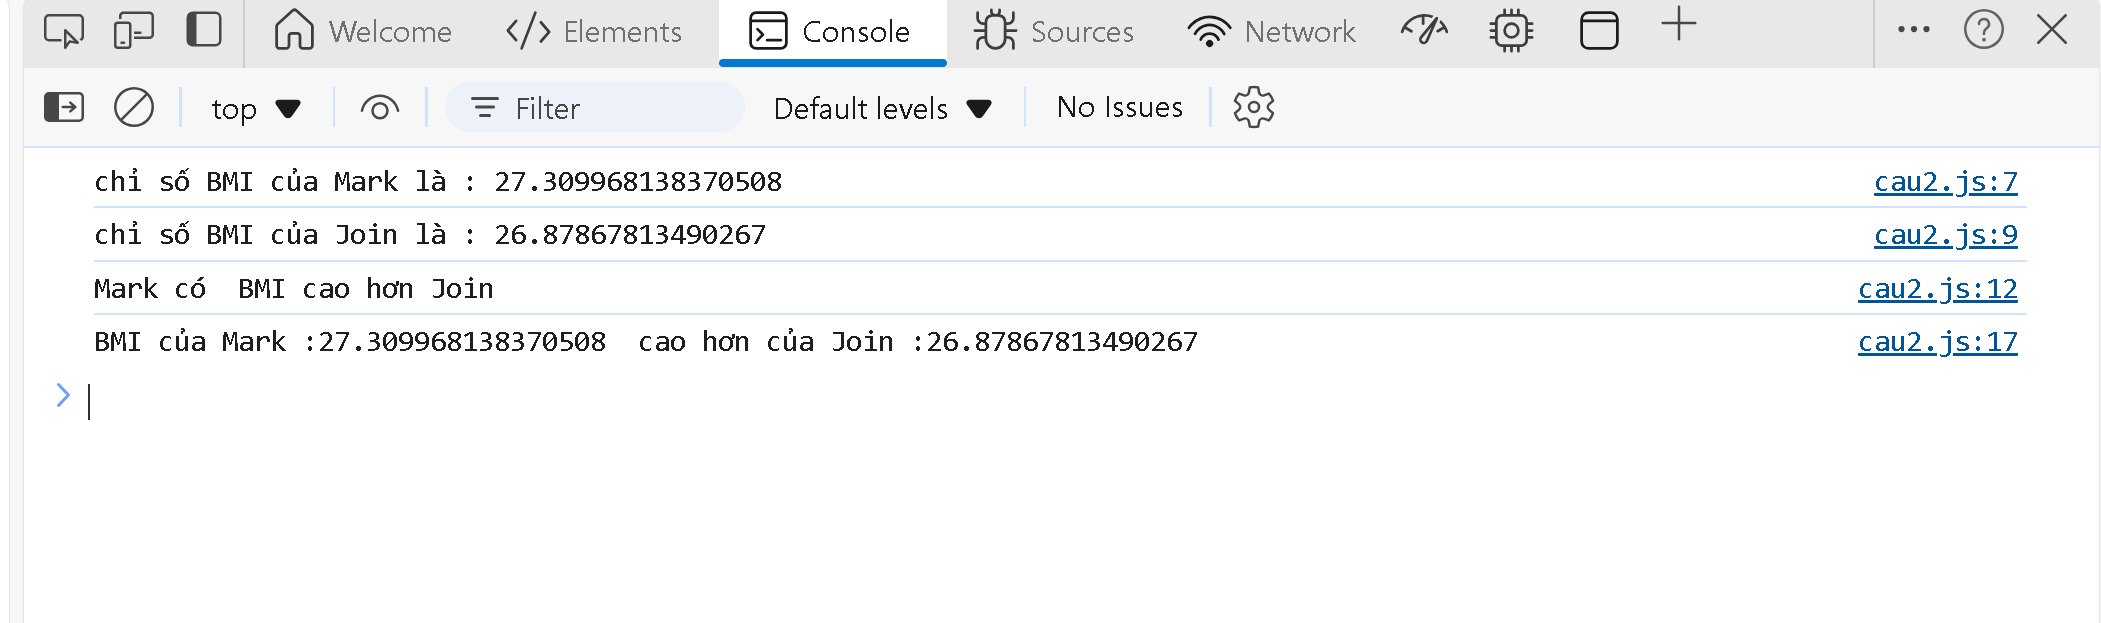 Welcome Elements Console Sources Network
top Filter Default levels No Issues
chỉ số BMI của Mark là : 27.309968138370508 cau2.js:7
chỉ số BMI của Join là : 26.87867813490267 cau2.js:9
Mark có  BMI cao hơn Join cau2.js:12
BMI của Mark :27.309968138370508  cao hơn của Join :26.87867813490267 cau2.js:17